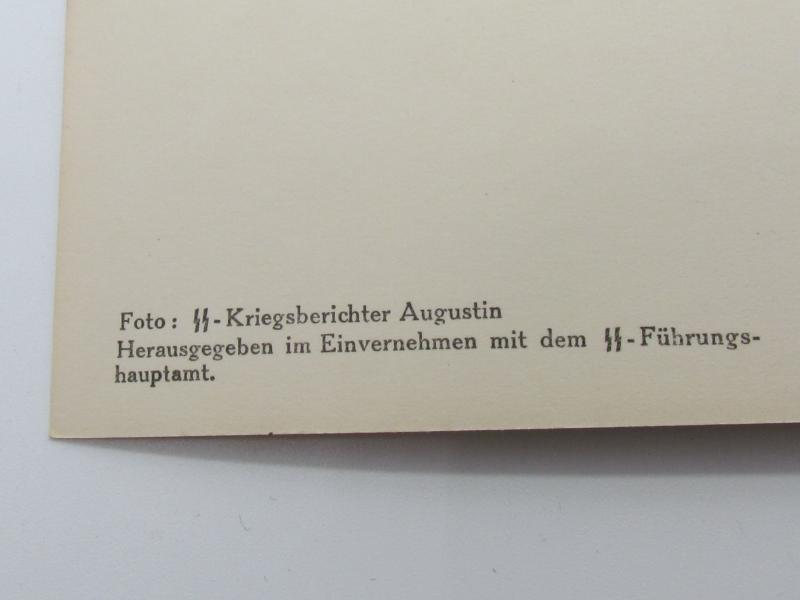 Foto: ᛋᛋ-Kriegsberichter Augustin
Herausgegeben im Einvernehmen mit dem ᛋᛋ-Führungs-
hauptamt.